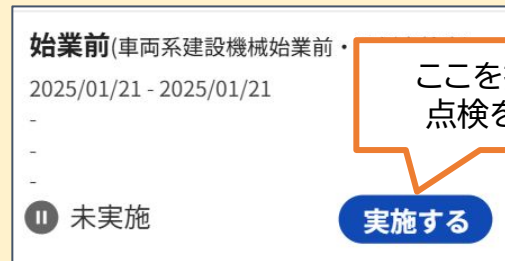 始業前(車両系建設機械始業前・
2025/01/21 - 2025/01/21
-
-
-
未実施
実施する
ここを
点検を